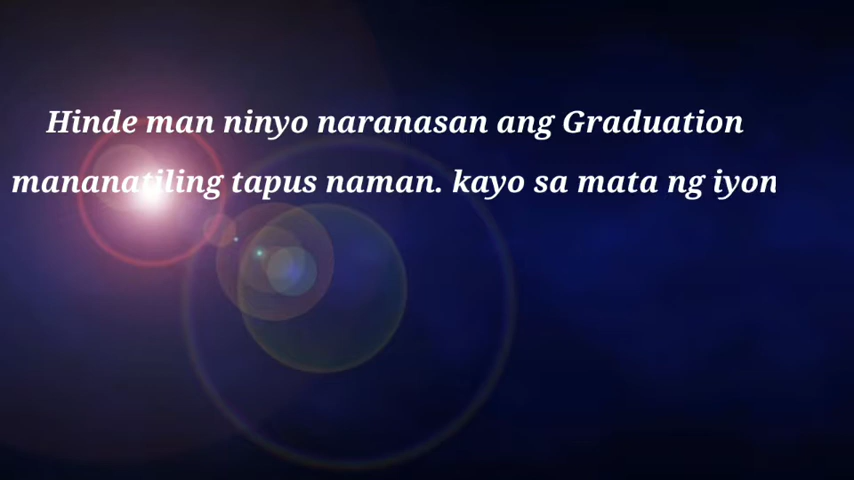 Hinde man ninyo naranasan ang Graduation
mananatiling tapus naman. kayo sa mata ng iyon